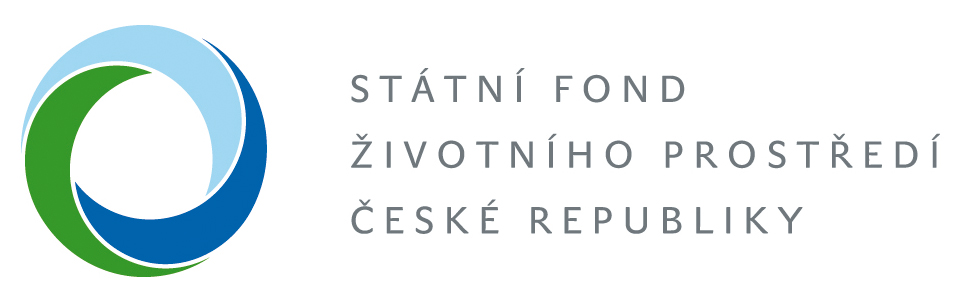 STÁTNÍ FOND
ŽIVOTNÍHO PROSTŘEDÍ
ČESKÉ REPUBLIKY